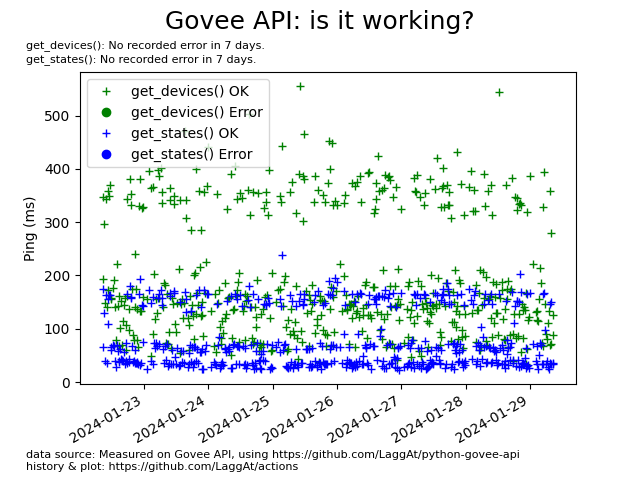 Govee API: is it working?
get_devices(): No recorded error in 7 days.
get_states(): No recorded error in 7 days.
get_devices() OK
get_devices() Error
get_states() OK
get_states() Error
Ping (ms)
500
400
300
200
100
0
2024-01-23
2024-01-24
2024-01-25
2024-01-26
2024-01-27
2024-01-28
2024-01-29
data source: Measured on Govee API, using https://github.com/LaggAt/python-govee-api
history & plot: https://github.com/LaggAt/actions